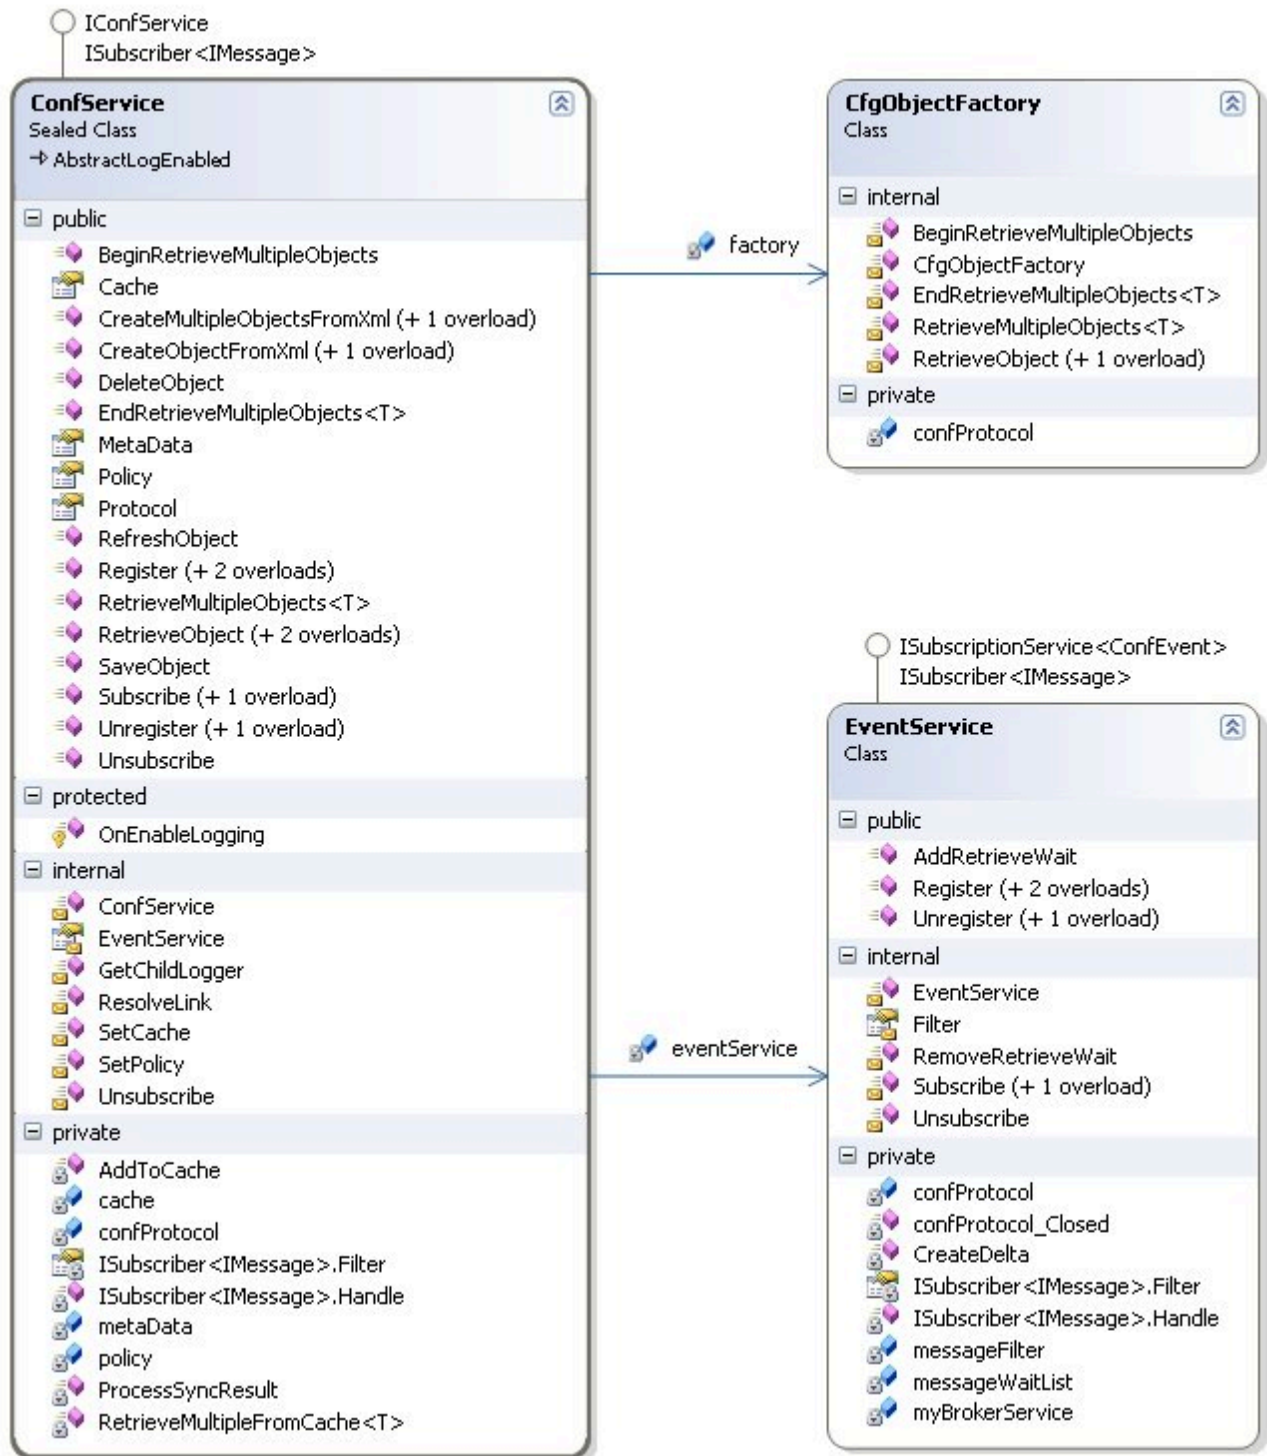 IConfService
ISubscriber<IMessage>
ConfService
Sealed Class
AbstractLogEnabled
public
BeginRetrieveMultipleObjects
Cache
CreateMultipleObjectsFromXml (+ 1 overload)
CreateObjectFromXml (+ 1 overload)
DeleteObject
EndRetrieveMultipleObjects<T>
MetaData
Policy
Protocol
RefreshObject
Register (+ 2 overloads)
RetrieveMultipleObjects<T>
RetrieveObject (+ 2 overloads)
SaveObject
Subscribe (+ 1 overload)
Unregister (+ 1 overload)
Unsubscribe
protected
OnEnableLogging
internal
ConfService
EventService
GetChildLogger
ResolveLink
SetCache
SetPolicy
Unsubscribe
private
AddToCache
cache
confProtocol
ISubscriber<IMessage>.Filter
ISubscriber<IMessage>.Handle
metaData
policy
ProcessSyncResult
RetrieveMultipleFromCache<T>
factory
CfgObjectFactory
Class
internal
BeginRetrieveMultipleObjects
CfgObjectFactory
EndRetrieveMultipleObjects<T>
RetrieveMultipleObjects<T>
RetrieveObject (+ 1 overload)
private
confProtocol
eventService
ISubscriptionService<ConfEvent>
ISubscriber<IMessage>
EventService
Class
public
AddRetrieveWait
Register (+ 2 overloads)
Unregister (+ 1 overload)
internal
EventService
Filter
RemoveRetrieveWait
Subscribe (+ 1 overload)
Unsubscribe
private
confProtocol
confProtocol_Closed
CreateDelta
ISubscriber<IMessage>.Filter
ISubscriber<IMessage>.Handle
messageFilter
messageWaitList
myBrokerService